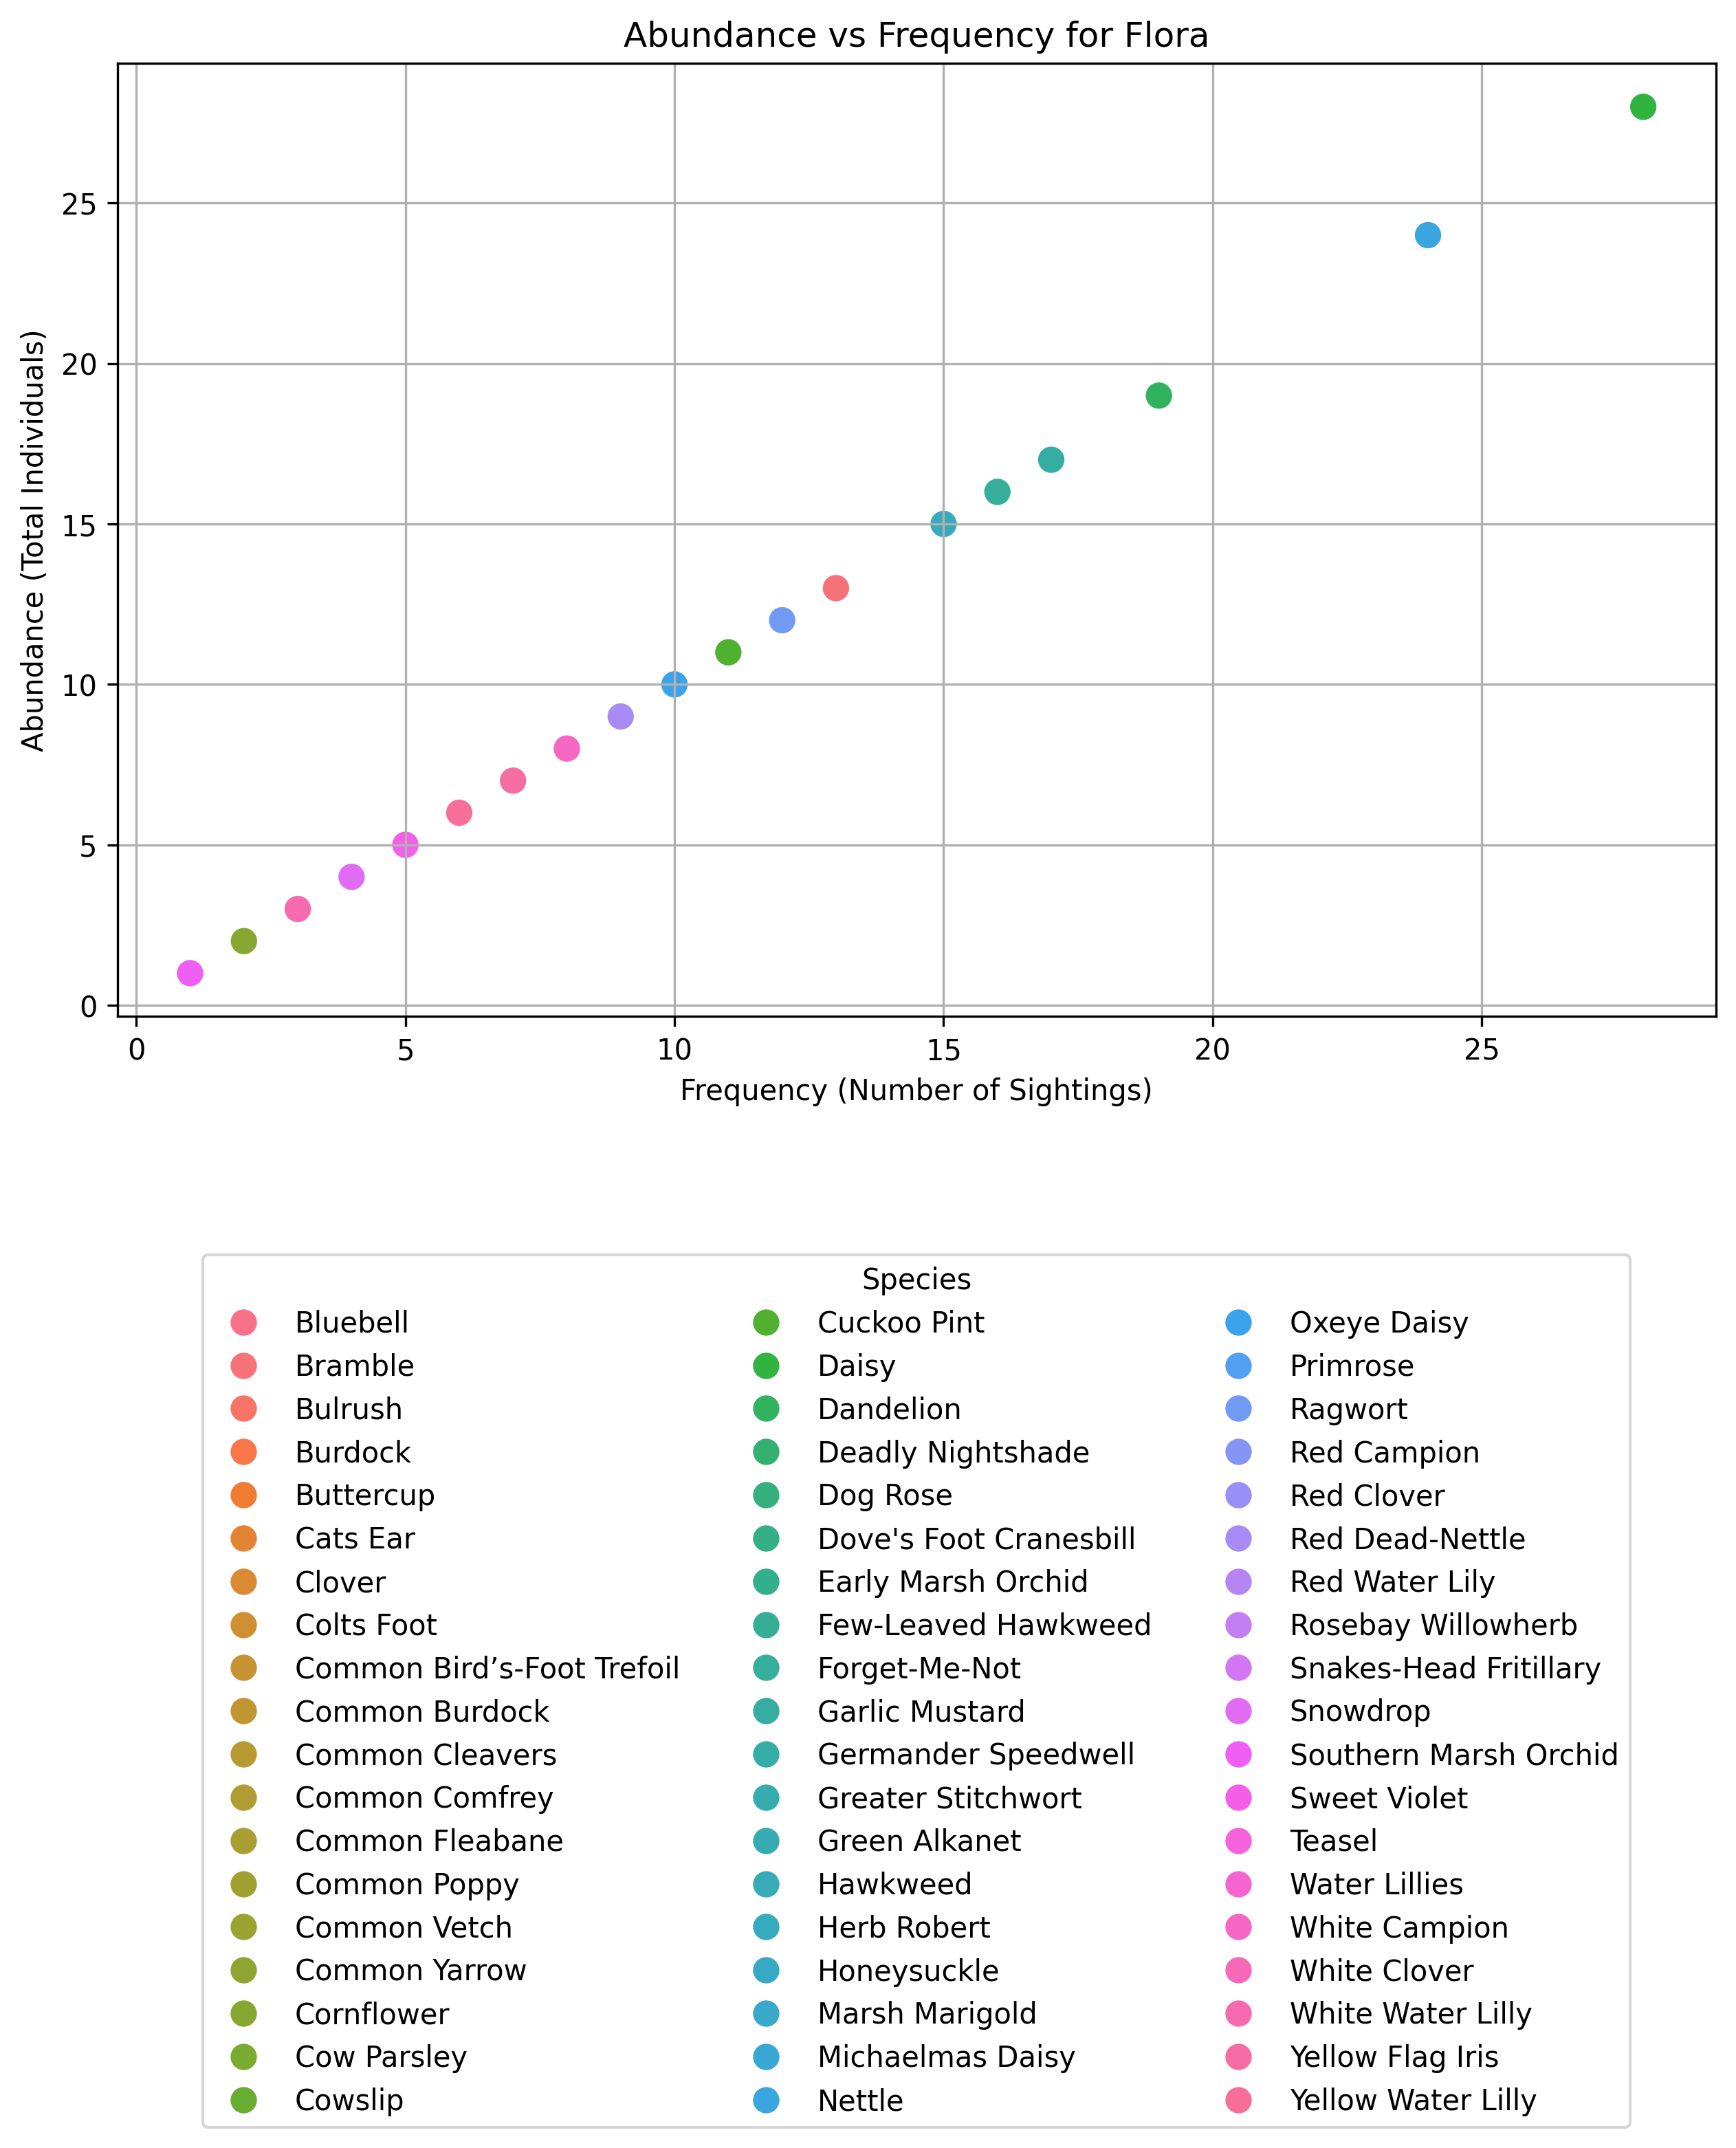 Abundance vs Frequency for Flora
Abundance (Total Individuals)
25
20
15
10
5
0
0 5 10 15 20 25
Frequency (Number of Sightings)
Species
Bluebell
Bramble
Bulrush
Burdock
Buttercup
Cats Ear
Clover
Colts Foot
Common Bird’s-Foot Trefoil
Common Burdock
Common Cleavers
Common Comfrey
Common Fleabane
Common Poppy
Common Vetch
Common Yarrow
Cornflower
Cow Parsley
Cowslip
Cuckoo Pint
Daisy
Dandelion
Deadly Nightshade
Dog Rose
Dove's Foot Cranesbill
Early Marsh Orchid
Few-Leaved Hawkweed
Forget-Me-Not
Garlic Mustard
Germander Speedwell
Greater Stitchwort
Green Alkanet
Hawkweed
Herb Robert
Honeysuckle
Marsh Marigold
Michaelmas Daisy
Nettle
Oxeye Daisy
Primrose
Ragwort
Red Campion
Red Clover
Red Dead-Nettle
Red Water Lily
Rosebay Willowherb
Snakes-Head Fritillary
Snowdrop
Southern Marsh Orchid
Sweet Violet
Teasel
Water Lillies
White Campion
White Clover
White Water Lilly
Yellow Flag Iris
Yellow Water Lilly